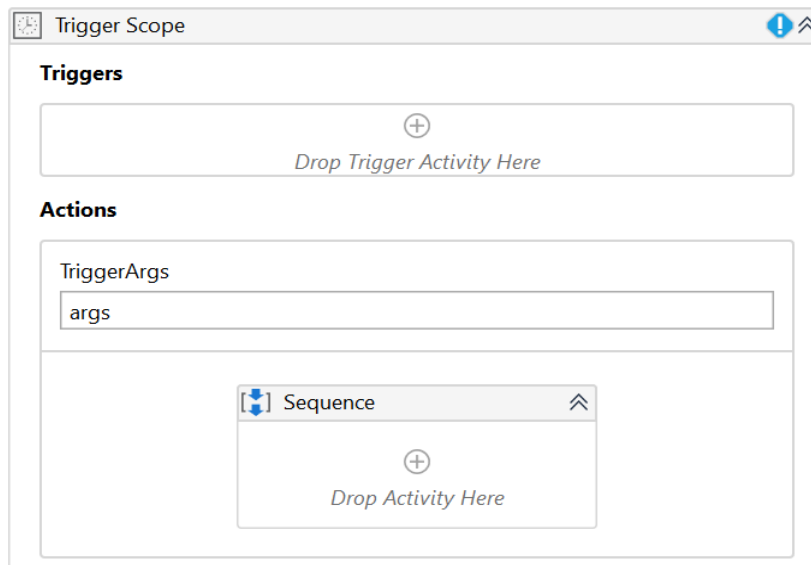 Trigger Scope
Triggers
Drop Trigger Activity Here
Actions
TriggerArgs
args
Sequence
Drop Activity Here